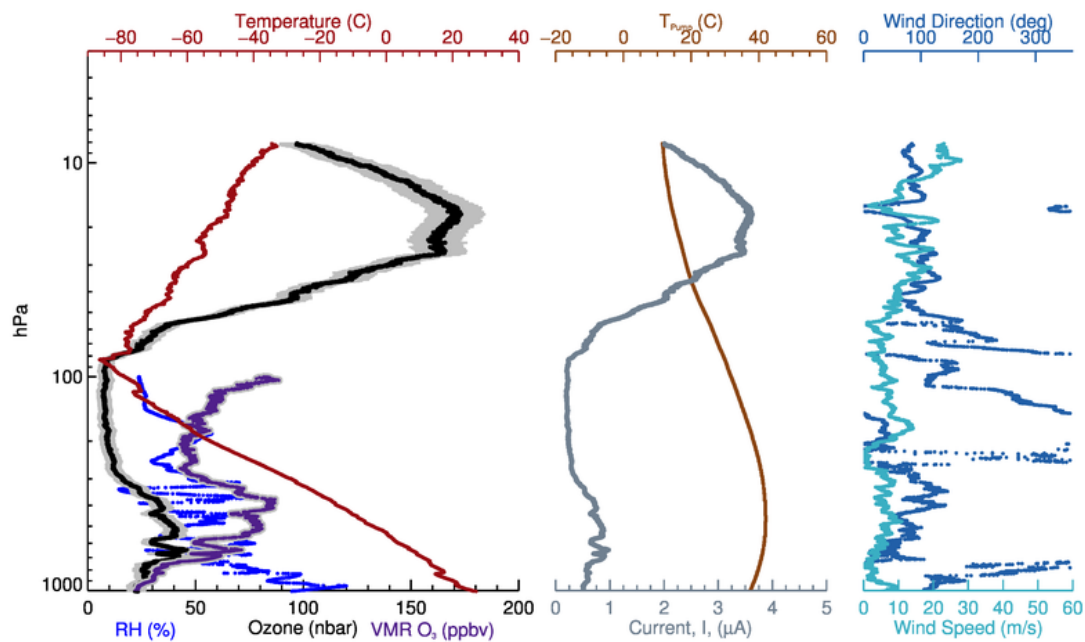 Temperature (C)
-80 -60 -40 -20 0 20 40
T Pump (C)
-20 0 20 40 60
Wind Direction (deg)
0 100 200 300
hPa
10
100
1000
0 50 100 150 200
RH (%) Ozone (nbar) VMR O₃ (ppbv)
0 1 2 3 4 5
Current, I, (μA)
0 10 20 30 40 50 60
Wind Speed (m/s)